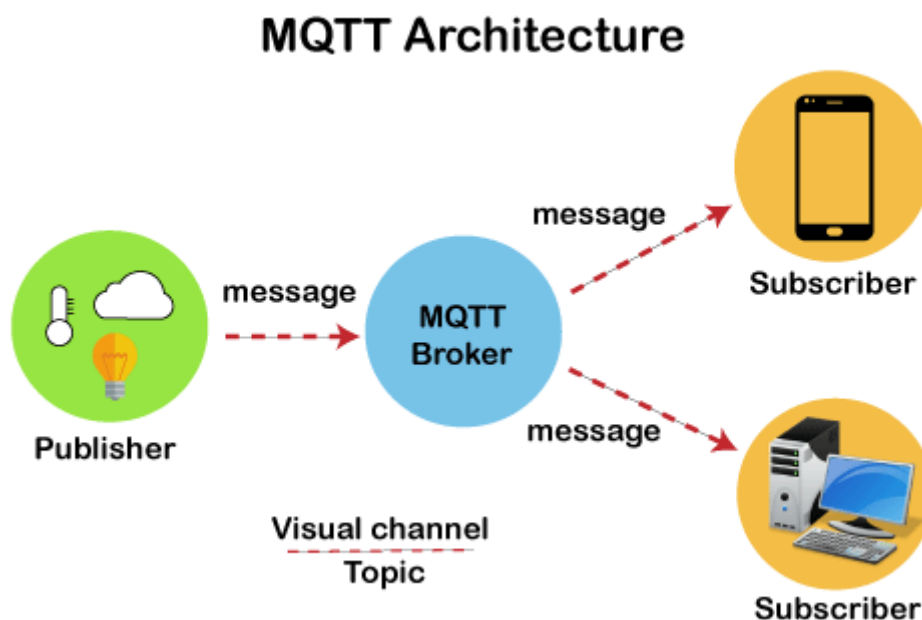 MQTT Architecture
message
Subscriber
message
MQTT
Broker
Publisher
message
Subscriber
Visual channel
Topic